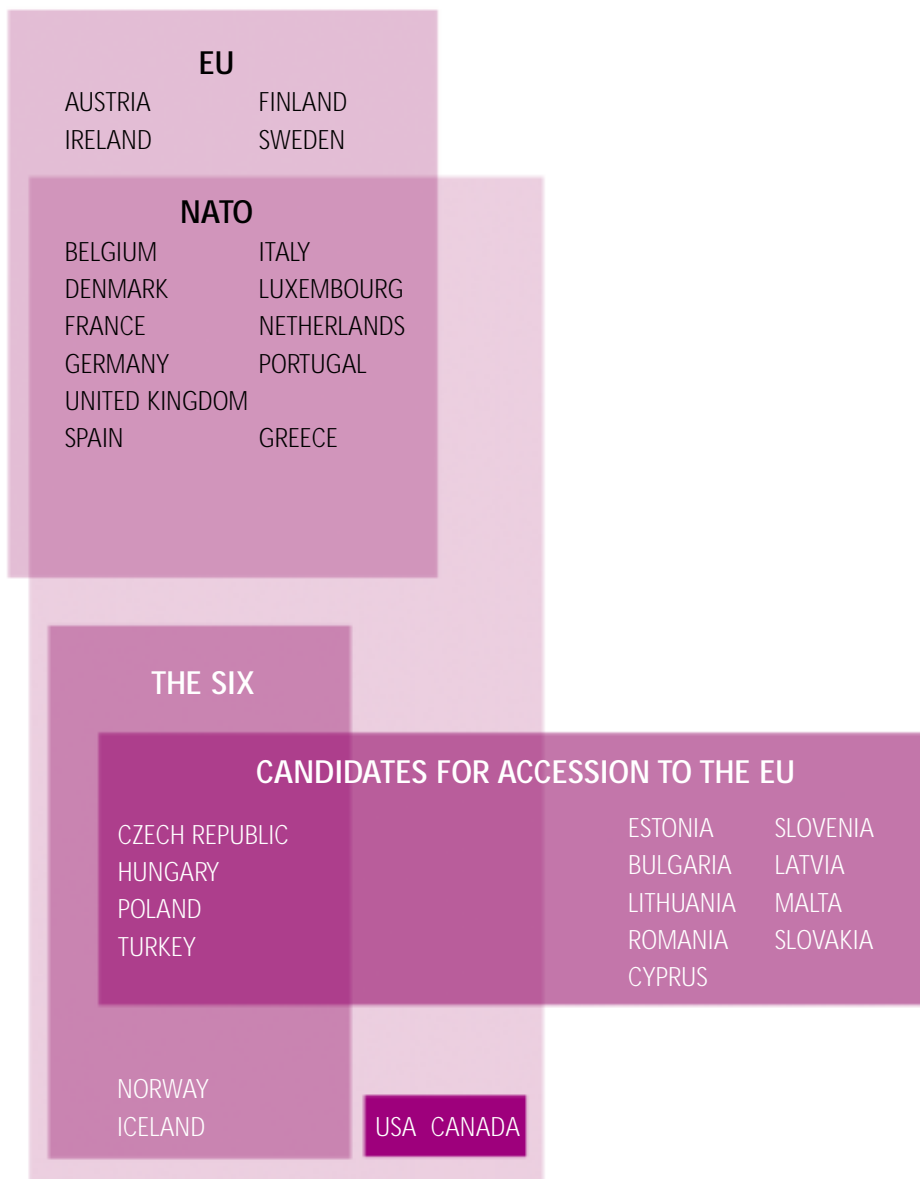 EU
AUSTRIA FINLAND
IRELAND SWEDEN
NATO
BELGIUM ITALY
DENMARK LUXEMBOURG
FRANCE NETHERLANDS
GERMANY PORTUGAL
UNITED KINGDOM
SPAIN GREECE
THE SIX
CANDIDATES FOR ACCESSION TO THE EU
CZECH REPUBLIC
HUNGARY
POLAND
TURKEY
ESTONIA SLOVENIA
BULGARIA LATVIA
LITHUANIA MALTA
ROMANIA SLOVAKIA
CYPRUS
NORWAY
ICELAND
USA CANADA